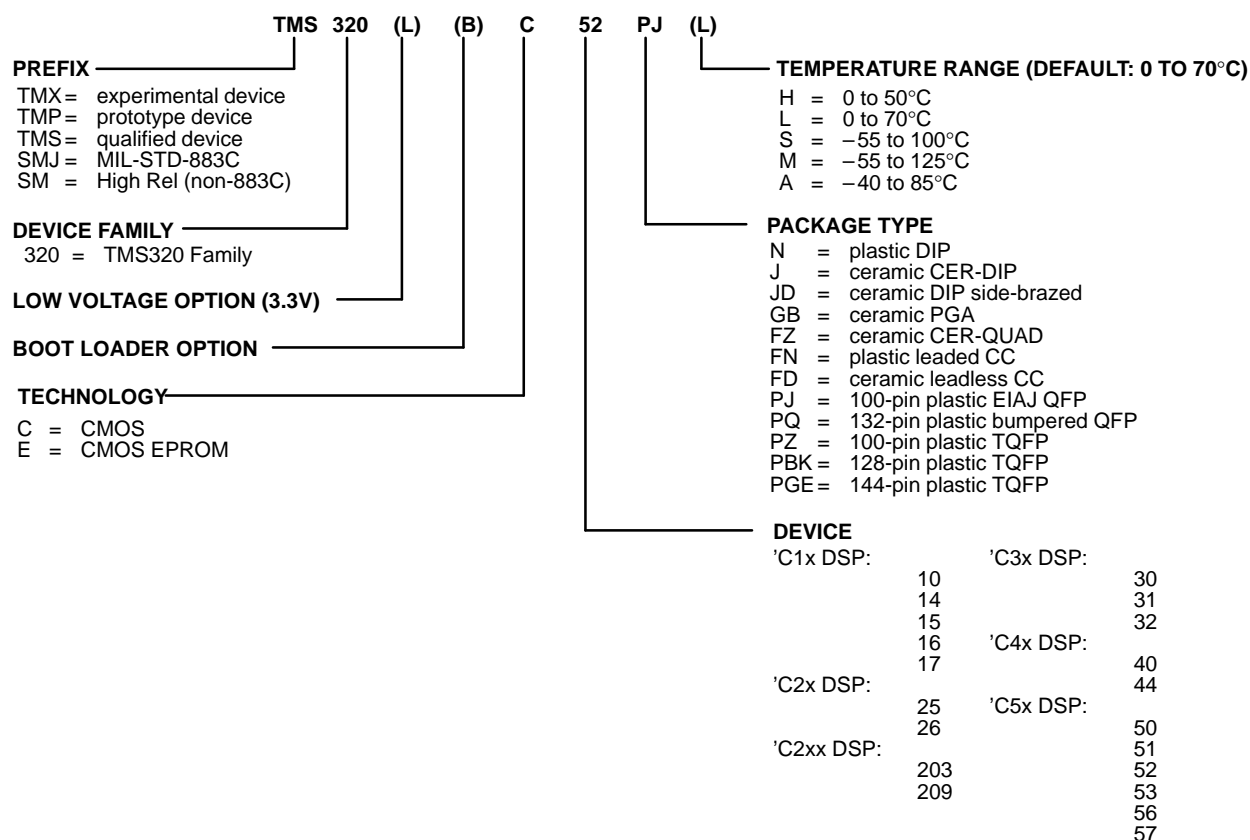 TMS 320 (L) (B) C 52 PJ (L)
PREFIX
TMX = experimental device
TMP = prototype device
TMS = qualified device
SMJ = MIL-STD-883C
SM = High Rel (non-883C)
DEVICE FAMILY
320 = TMS320 Family
LOW VOLTAGE OPTION (3.3V)
BOOT LOADER OPTION
TECHNOLOGY
C = CMOS
E = CMOS EPROM
TEMPERATURE RANGE (DEFAULT: 0 TO 70°C)
H = 0 to 50°C
L = 0 to 70°C
S = –55 to 100°C
M = –55 to 125°C
A = –40 to 85°C
PACKAGE TYPE
N = plastic DIP
J = ceramic CER-DIP
JD = ceramic DIP side-brazed
GB = ceramic PGA
FZ = ceramic CER-QUAD
FN = plastic leaded CC
FD = ceramic leadless CC
PJ = 100-pin plastic EIAJ QFP
PQ = 132-pin plastic bumpered QFP
PZ = 100-pin plastic TQFP
PBK = 128-pin plastic TQFP
PGE = 144-pin plastic TQFP
DEVICE
’C1x DSP:
10
14
15
16
17
’C2x DSP:
25
26
’C2xx DSP:
203
209
’C3x DSP:
30
31
32
’C4x DSP:
40
44
’C5x DSP:
50
51
52
53
56
57